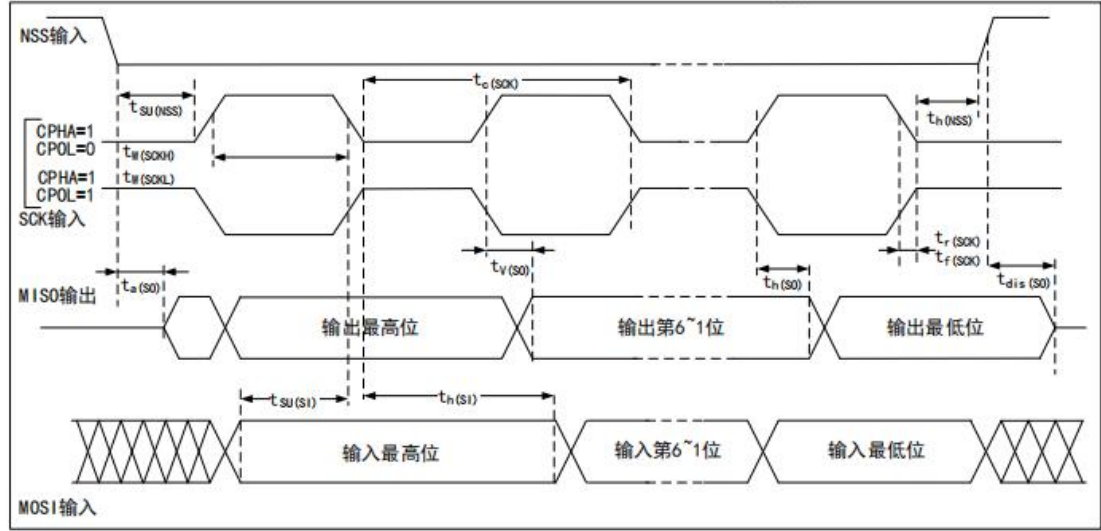 NSS输入
tc(SCK)
tSU(NSS)
th(NSS)
CPHA=1
CPOL=0
tW(SCKH)
CPHA=1
tW(SCKL)
CPOL=1
SCK输入
tr(SCK)
tf(SCK)
ta(SO)
tV(SO)
th(SO)
tdis(SO)
MISO输出
输出最高位
输出第6~1位
输出最低位
tSU(SI)
th(SI)
输入最高位
输入第6~1位
输入最低位
MOSI输入